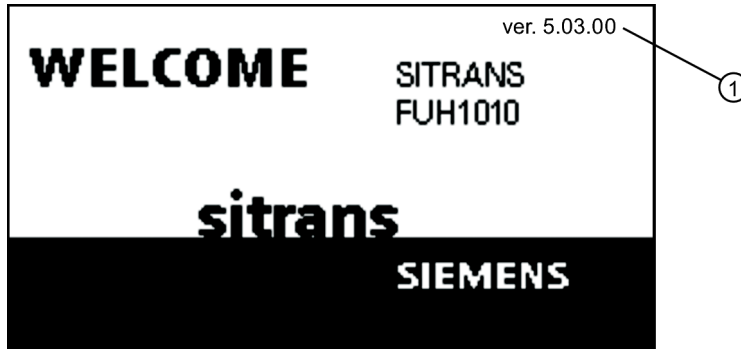 ver. 5.03.00
WELCOME
SITRANS
FUH1010
1
sitrans
SIEMENS